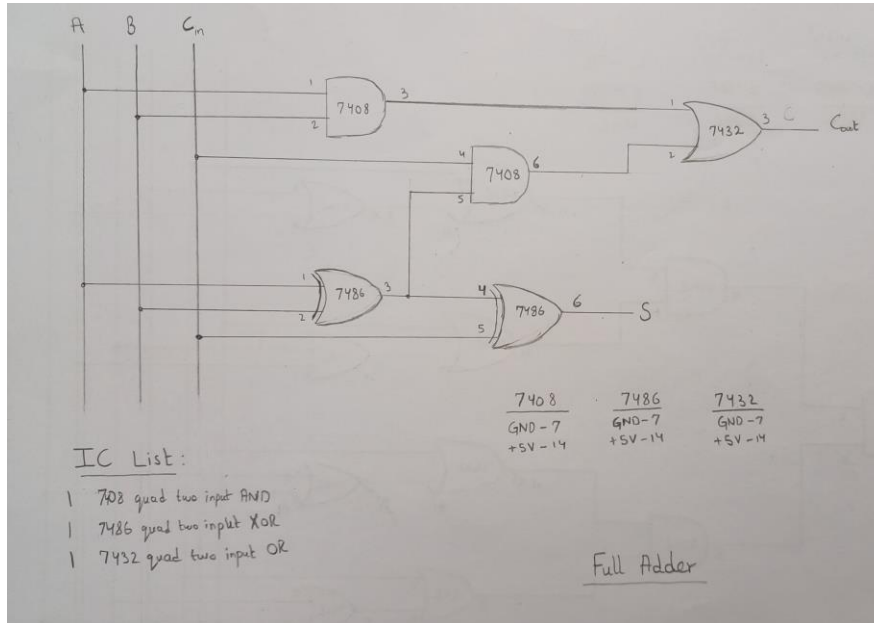 A B Cin
1
7408
3
2
1
7432
3 C
Cout
2
4
7408
6
5
1
7486
3
2
4
7486
6
S
5
7408 7486 7432
GND-7 GND-7 GND-7
+5V-14 +5V-14 +5V-14
IC List:
1 7408 quad two input AND
1 7486 quad two inplut XOR
1 7432 quad two input OR
Full Adder